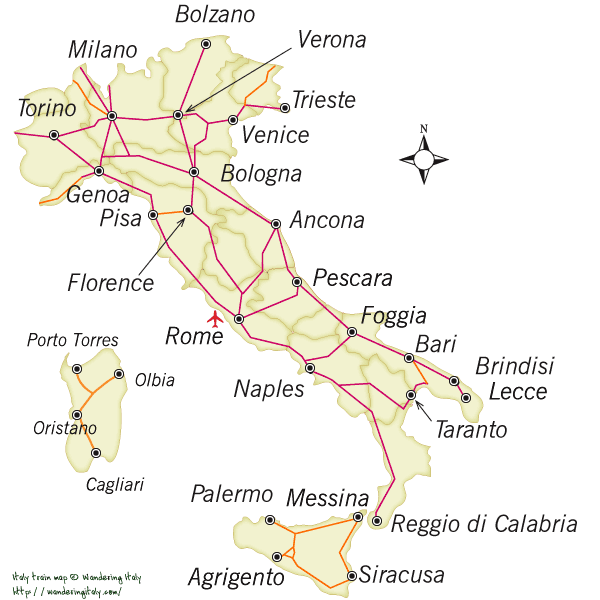 Bolzano
Verona
Milano
Trieste
Torino
Venice
N
Bologna
Genoa
Pisa
Ancona
Florence
Pescara
Foggia
Rome
Porto Torres
Bari
Olbia
Naples
Brindisi
Lecce
Oristano
Taranto
Cagliari
Palermo
Messina
Reggio di Calabria
Agrigento
Siracusa
Italy train map © Wandering Italy
http://wanderingitaly.com/